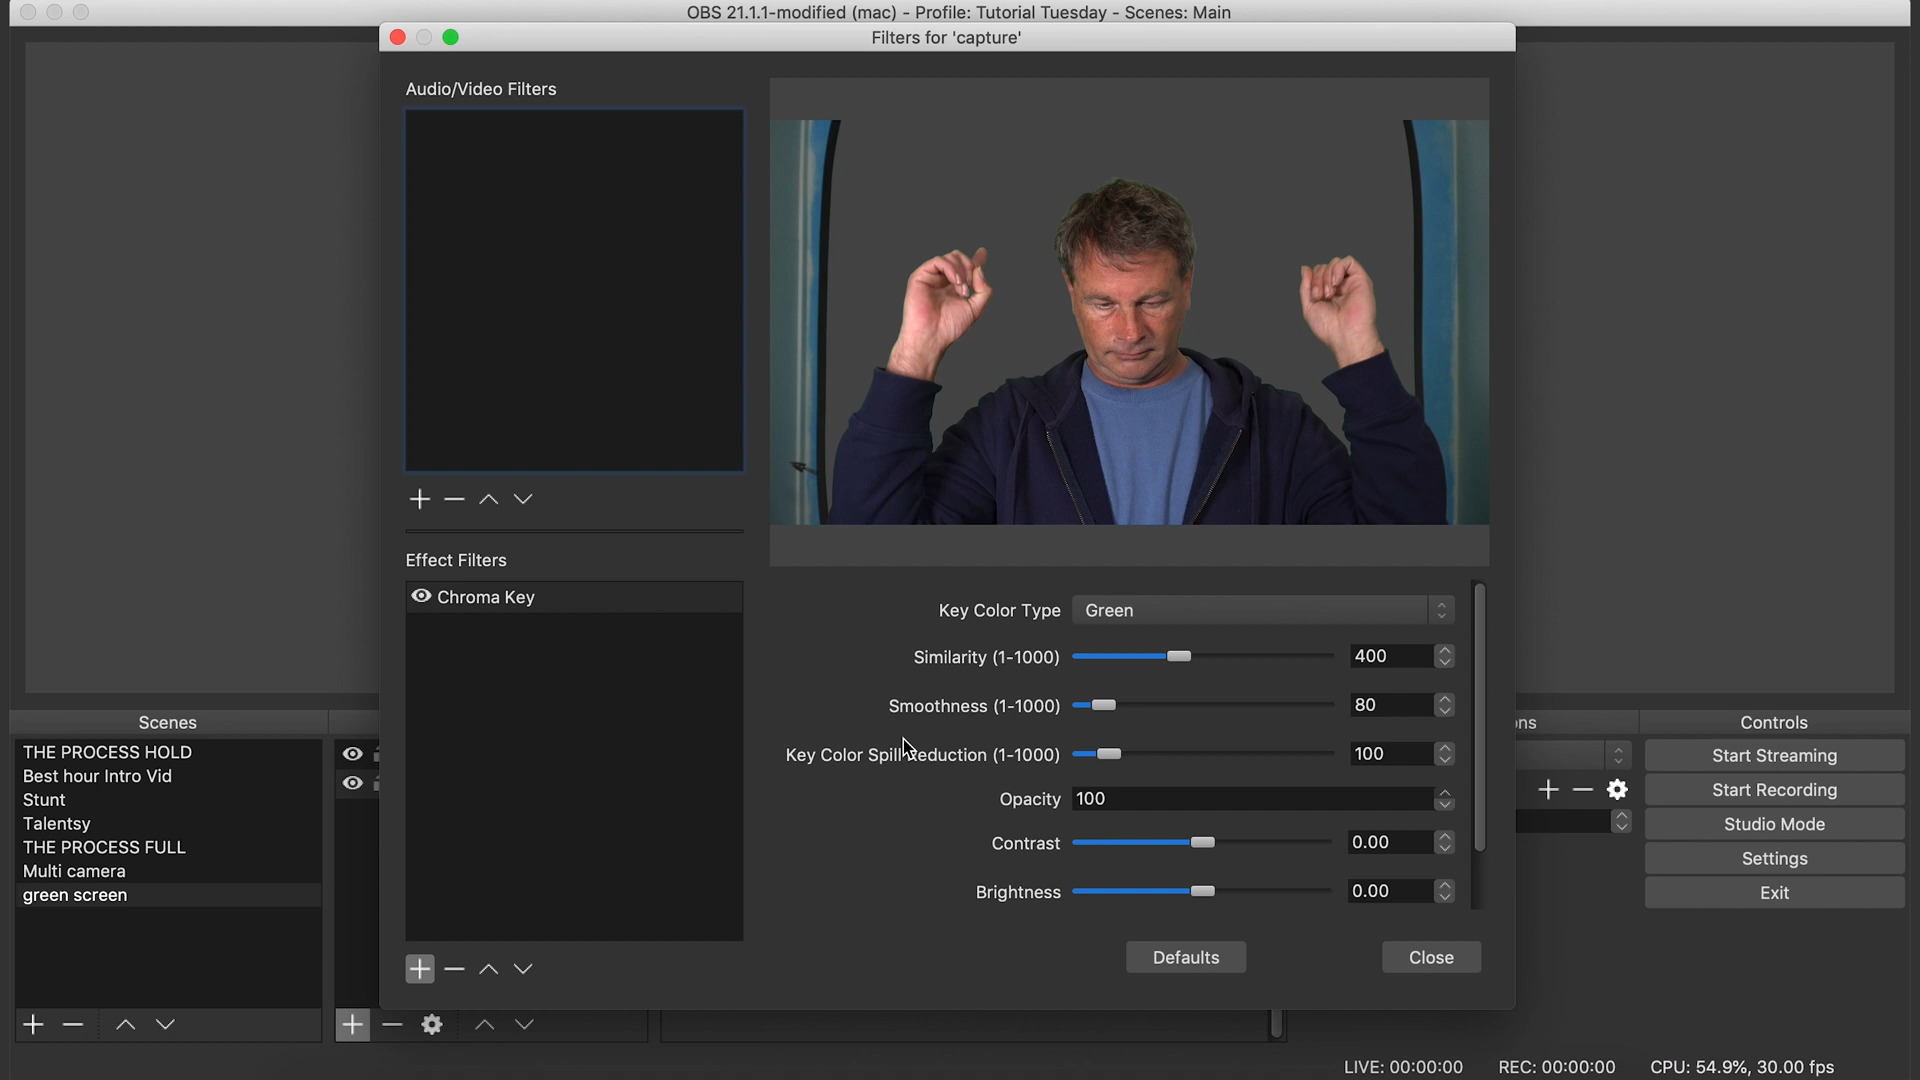 OBS 21.1.1-modified (mac) - Profile: Tutorial Tuesday - Scenes: Main
Filters for 'capture'
Audio/Video Filters
Effect Filters
Chroma Key
Key Color Type
Green
Similarity (1-1000)
400
Smoothness (1-1000)
80
Key Color Spill Reduction (1-1000)
100
Opacity
100
Contrast
0.00
Brightness
0.00
Defaults
Close
Scenes
THE PROCESS HOLD
Best hour Intro Vid
Stunt
Talentsy
THE PROCESS FULL
Multi camera
green screen
ns
Controls
Start Streaming
Start Recording
Studio Mode
Settings
Exit
LIVE: 00:00:00
REC: 00:00:00
CPU: 54.9%, 30.00 fps